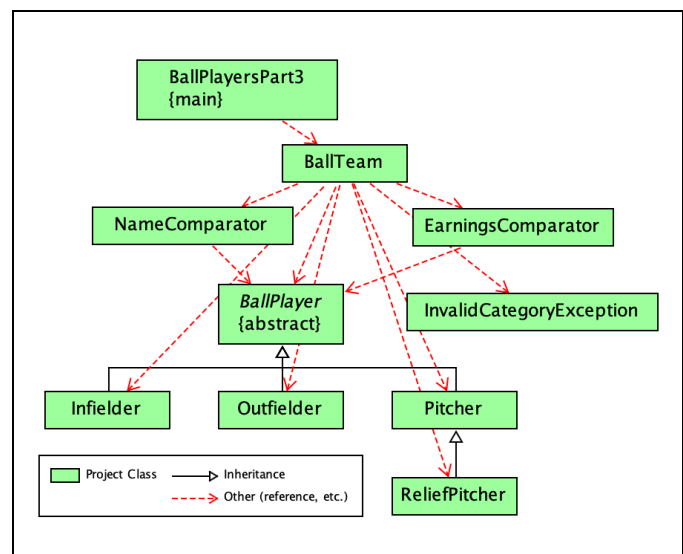 BallPlayersPart3
{main}
BallTeam
NameComparator
EarningsComparator
BallPlayer
{abstract}
InvalidCategoryException
Infielder
Outfielder
Pitcher
Project Class
Inheritance
Other (reference, etc.)
ReliefPitcher